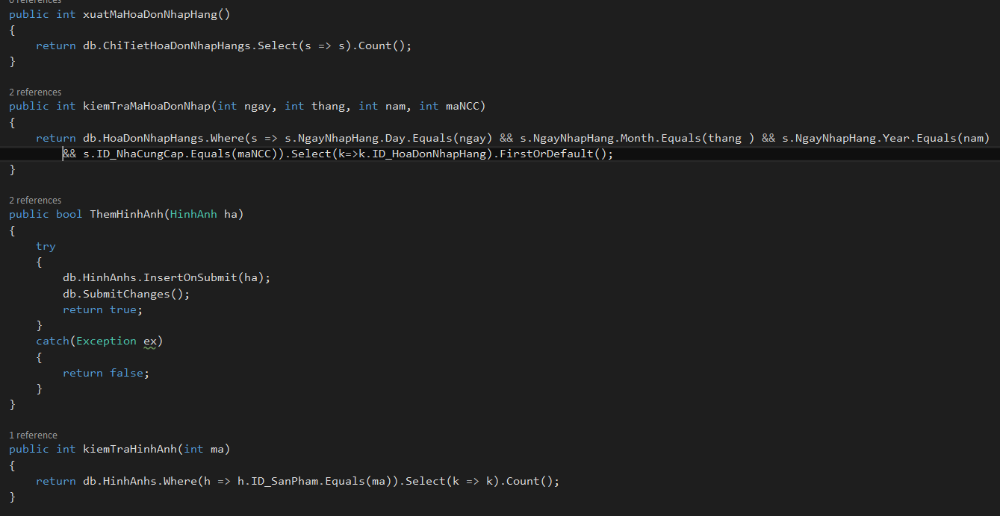 0 references
public int xuatMaHoaDonNhapHang()
{
return db.ChiTietHoaDonNhapHangs.Select(s => s).Count();
}
2 references
public int kiemTraMaHoaDonNhap(int ngay, int thang, int nam, int maNCC)
{
return db.HoaDonNhapHangs.Where(s => s.NgayNhapHang.Day.Equals(ngay) && s.NgayNhapHang.Month.Equals(thang ) && s.NgayNhapHang.Year.Equals(nam)
&& s.ID_NhaCungCap.Equals(maNCC)).Select(k=>k.ID_HoaDonNhapHang).FirstOrDefault();
}
2 references
public bool ThemHinhAnh(HinhAnh ha)
{
try
{
db.HinhAnhs.InsertOnSubmit(ha);
db.SubmitChanges();
return true;
}
catch(Exception ex)
{
return false;
}
}
1 reference
public int kiemTraHinhAnh(int ma)
{
return db.HinhAnhs.Where(h => h.ID_SanPham.Equals(ma)).Select(k => k).Count();
}